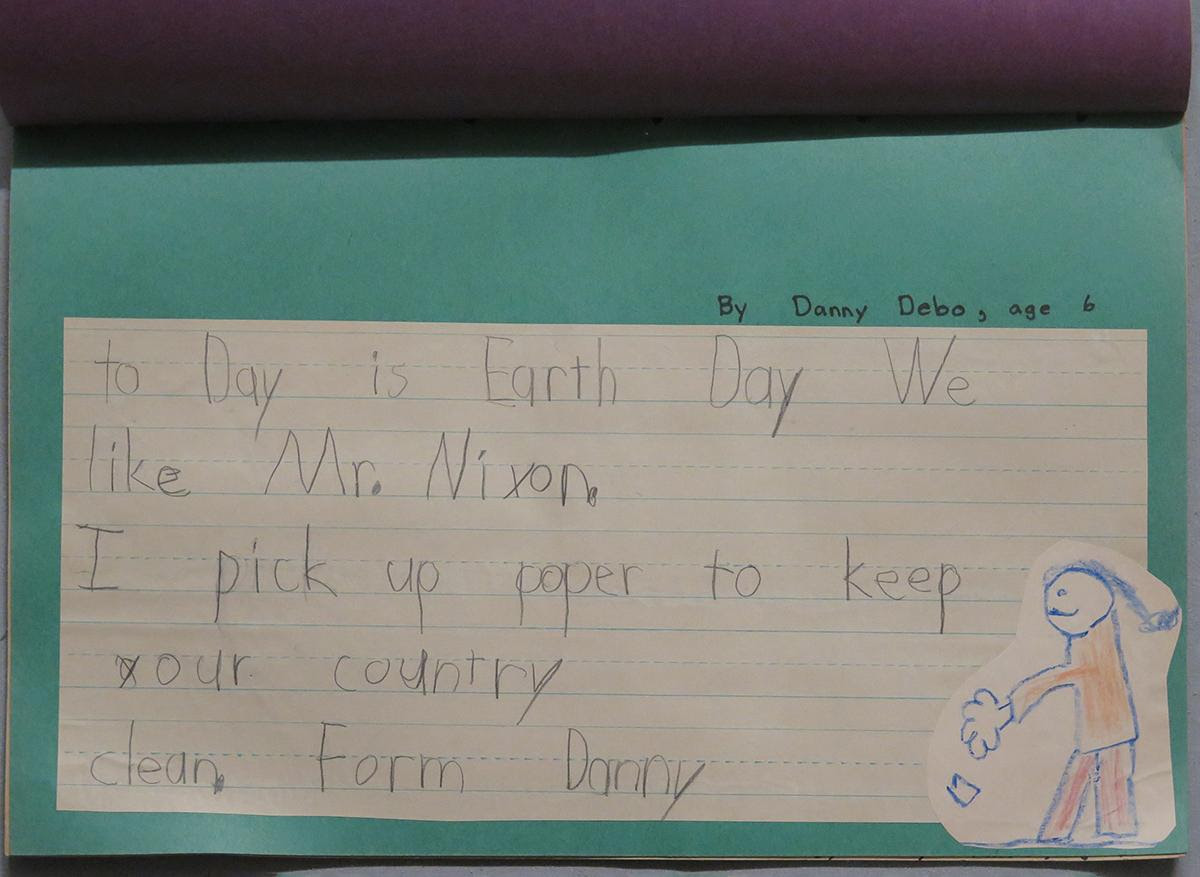 By Danny Debo, age 6
to Day is Earth Day We
like Mr. Nixon.
I pick up poper to keep
xour country
clean. Form Danny